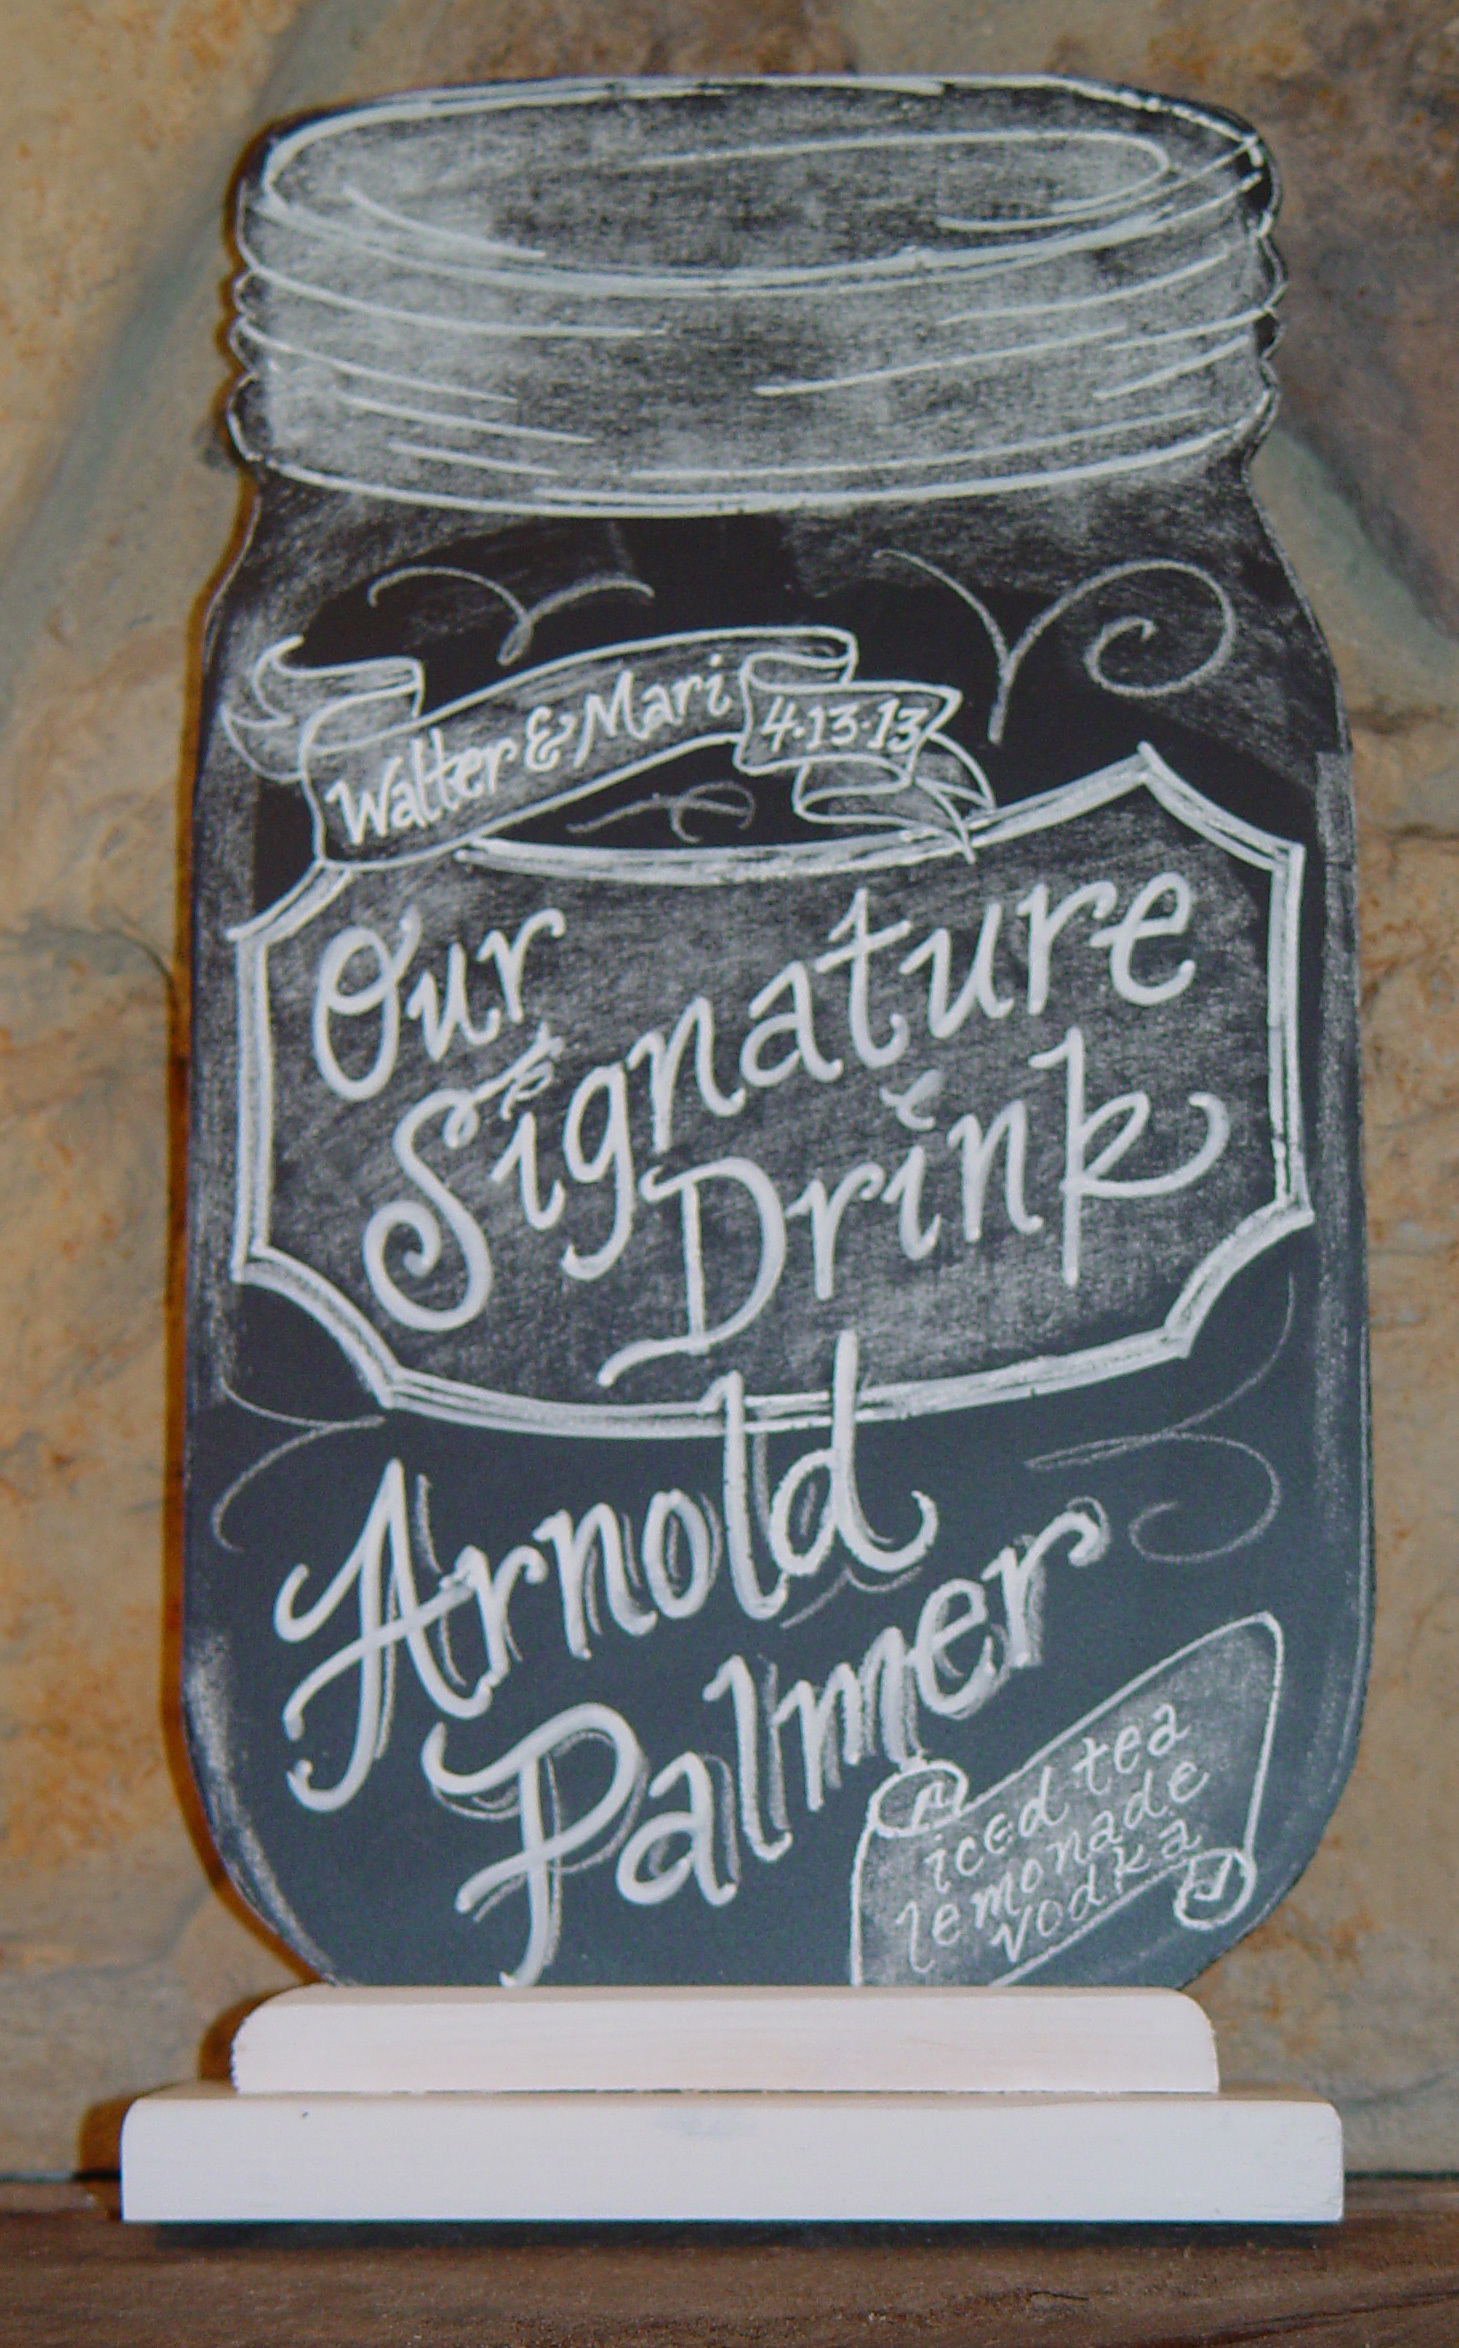 Walter & Mari 4·13·13
Our
Signature
Drink
Arnold
Palmer
iced tea
lemonade
vodka